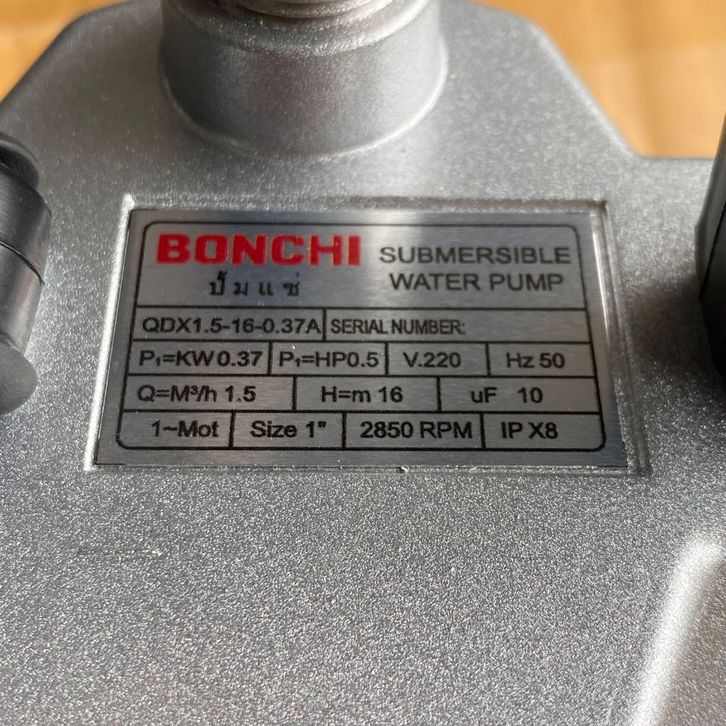 BONCHI SUBMERSIBLE
ปั๊มแช่ WATER PUMP
QDX1.5-16-0.37A SERIAL NUMBER:
P₁=KW 0.37 P₁=HP0.5 V.220 Hz 50
Q=M³/h 1.5 H=m 16 uF 10
1~Mot Size 1" 2850 RPM IP X8